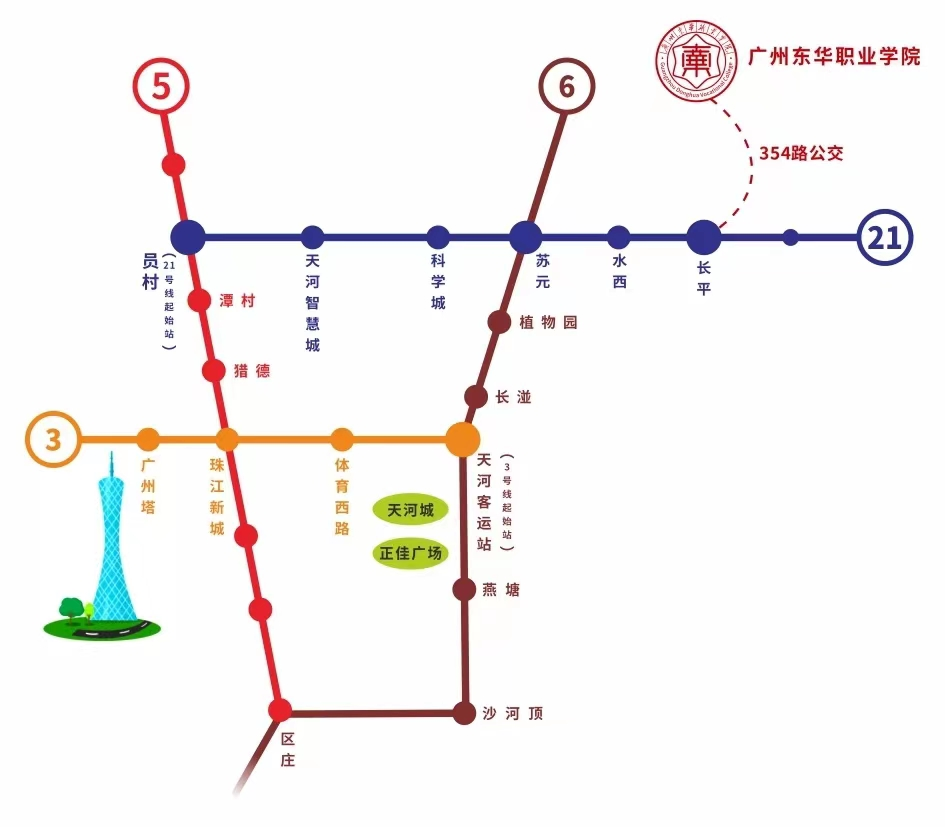 5
6
广州东华职业学院
Guangzhou Donghua Vocational College
354路公交
21
员村
（21号线起始站）
天河智慧城
科学城
苏元
水西
长平
潭村
猎德
植物园
长湴
3
广州塔
珠江新城
体育西路
天河客运站
（3号线起始站）
天河城
正佳广场
燕塘
沙河顶
区庄